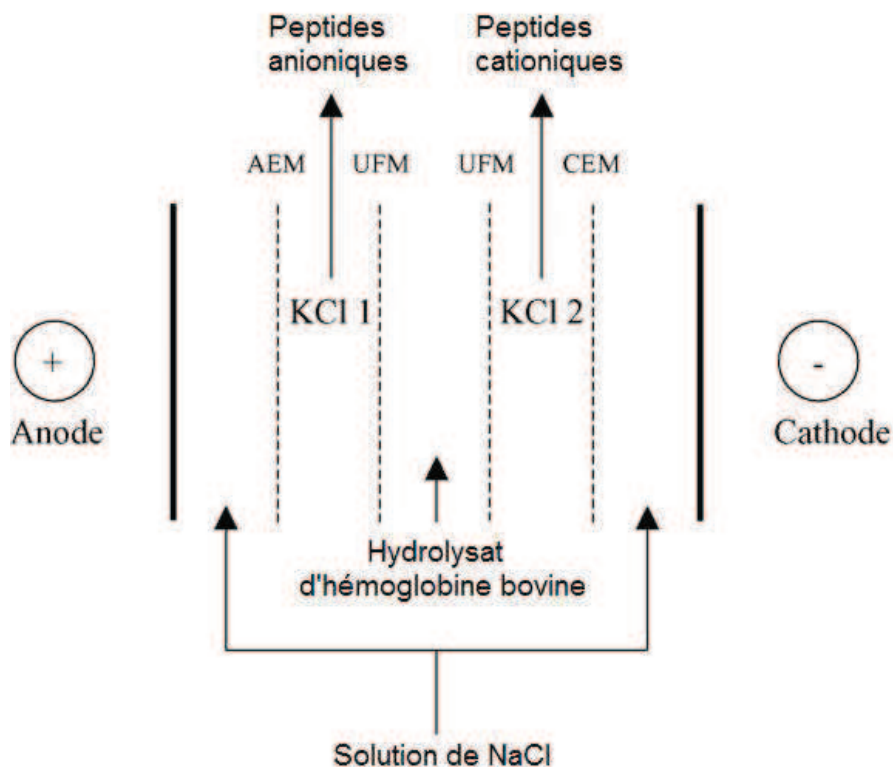 Peptides
anioniques
Peptides
cationiques
AEM
UFM
UFM
CEM
KCl 1
KCl 2
+
-
Anode
Cathode
Hydrolysat
d'hémoglobine bovine
Solution de NaCl